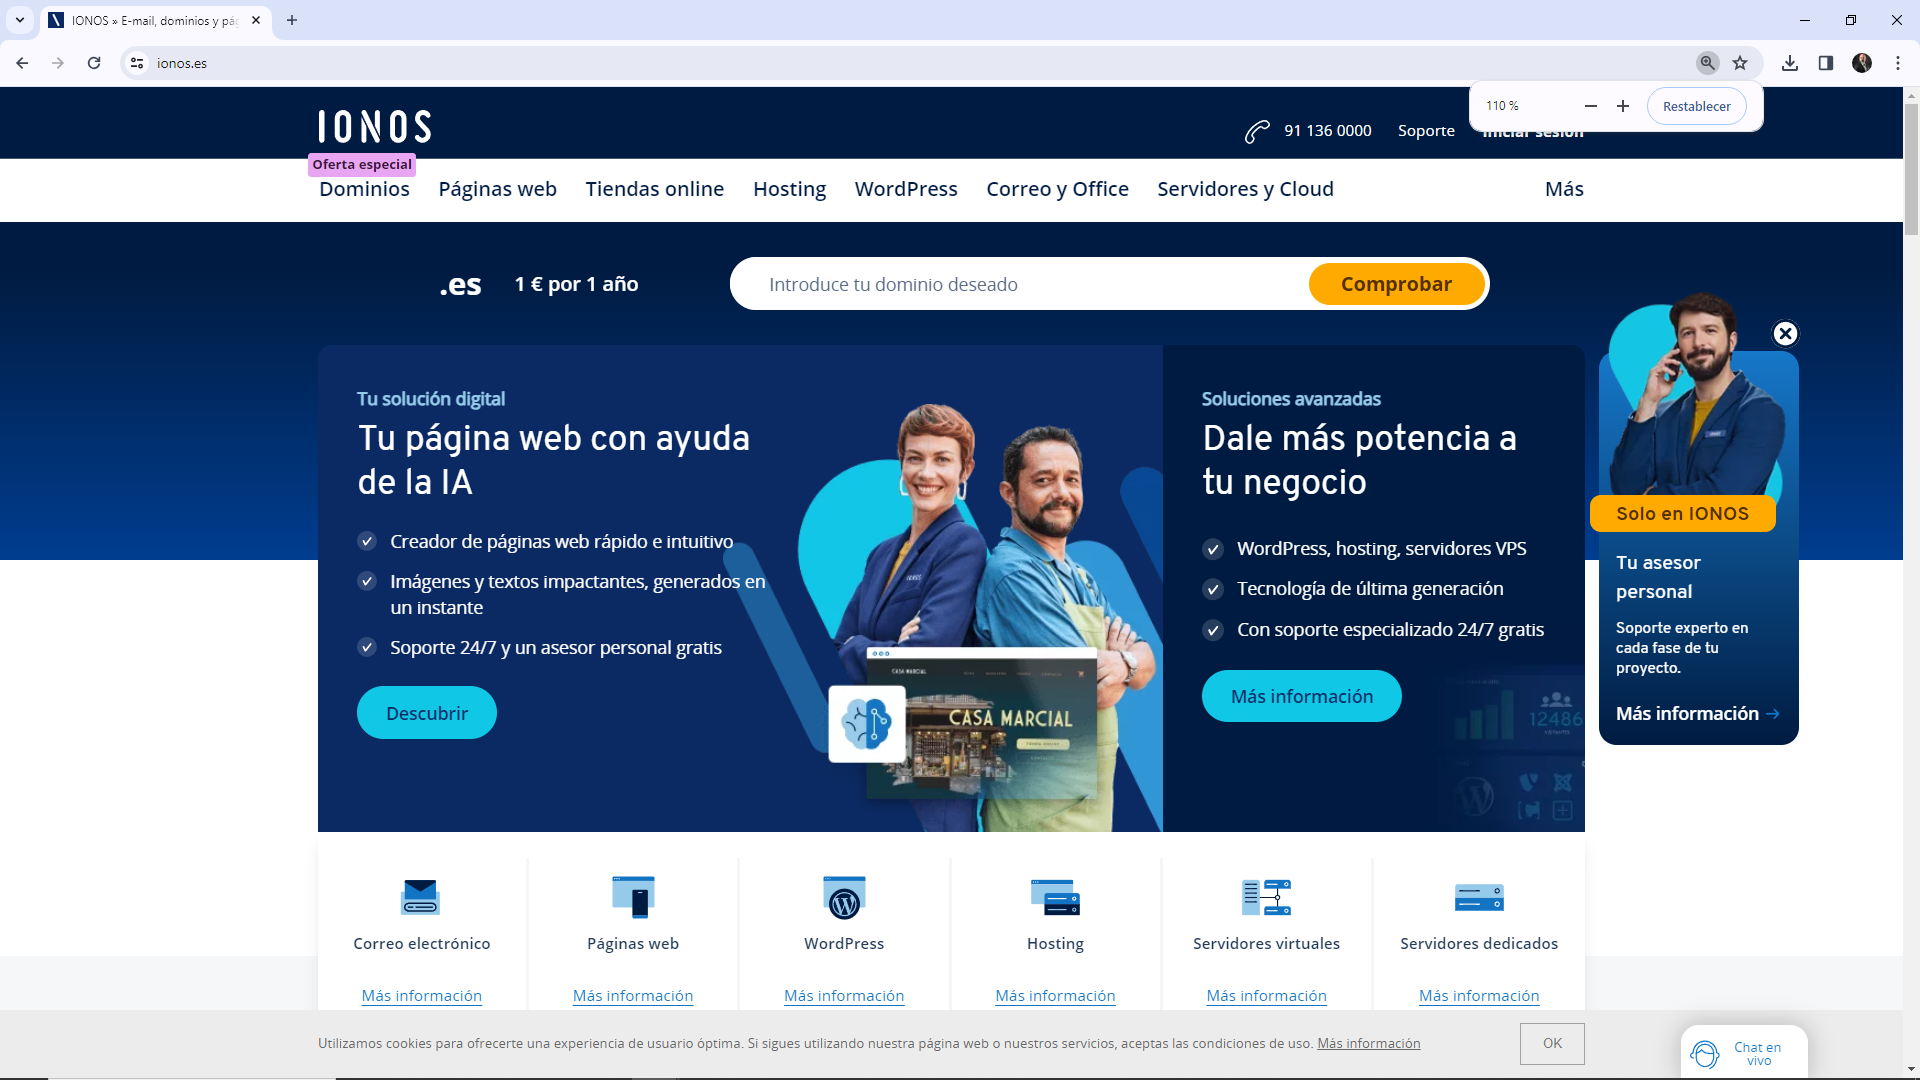 IONOS » E-mail, dominios y pág
ionos.es
110 %
Restablecer
IONOS
91 136 0000
Soporte
Iniciar sesión
Oferta especial
Dominios
Páginas web
Tiendas online
Hosting
WordPress
Correo y Office
Servidores y Cloud
Más
.es
1 € por 1 año
Introduce tu dominio deseado
Comprobar
Tu solución digital
Tu página web con ayuda
de la IA
Creador de páginas web rápido e intuitivo
Imágenes y textos impactantes, generados en
un instante
Soporte 24/7 y un asesor personal gratis
Descubrir
IONOS
CASA MARCIAL
CASA MARCIAL
Soluciones avanzadas
Dale más potencia a
tu negocio
WordPress, hosting, servidores VPS
Tecnología de última generación
Con soporte especializado 24/7 gratis
Más información
12486
Solo en IONOS
Tu asesor
personal
Soporte experto en
cada fase de tu
proyecto.
Más información
Correo electrónico
Páginas web
WordPress
Hosting
Servidores virtuales
Servidores dedicados
Más información
Más información
Más información
Más información
Más información
Más información
Utilizamos cookies para ofrecerte una experiencia de usuario óptima. Si sigues utilizando nuestra página web o nuestros servicios, aceptas las condiciones de uso. Más información
OK
Chat en
vivo